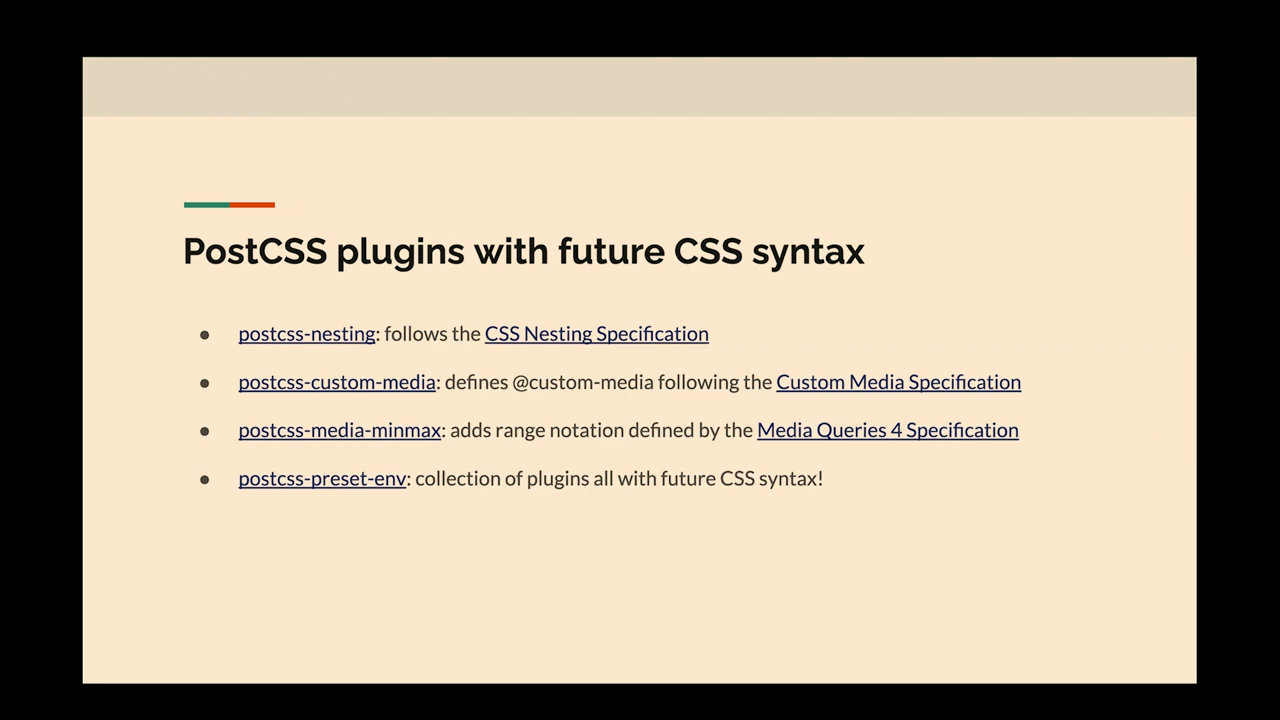 PostCSS plugins with future CSS syntax
● postcss-nesting: follows the CSS Nesting Specification
● postcss-custom-media: defines @custom-media following the Custom Media Specification
● postcss-media-minmax: adds range notation defined by the Media Queries 4 Specification
● postcss-preset-env: collection of plugins all with future CSS syntax!